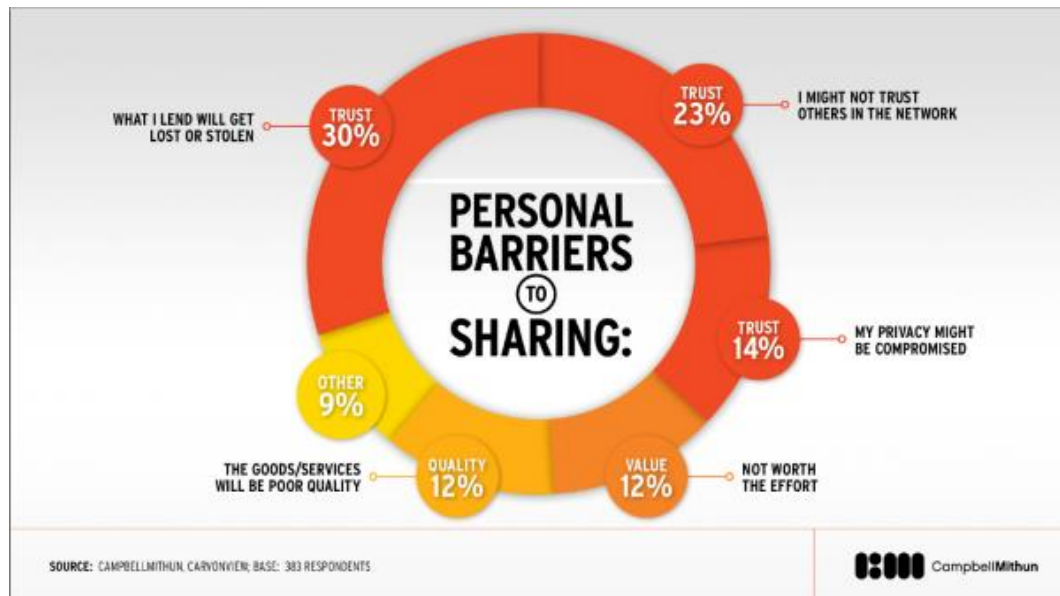 PERSONAL
BARRIERS
TO
SHARING:
TRUST
23%
I MIGHT NOT TRUST
OTHERS IN THE NETWORK
TRUST
14%
MY PRIVACY MIGHT
BE COMPROMISED
VALUE
12%
NOT WORTH
THE EFFORT
QUALITY
12%
THE GOODS/SERVICES
WILL BE POOR QUALITY
OTHER
9%
TRUST
30%
WHAT I LEND WILL GET
LOST OR STOLEN
SOURCE: CAMPBELLMITHUN, CARVONVIEW; BASE: 383 RESPONDENTS
CampbellMithun